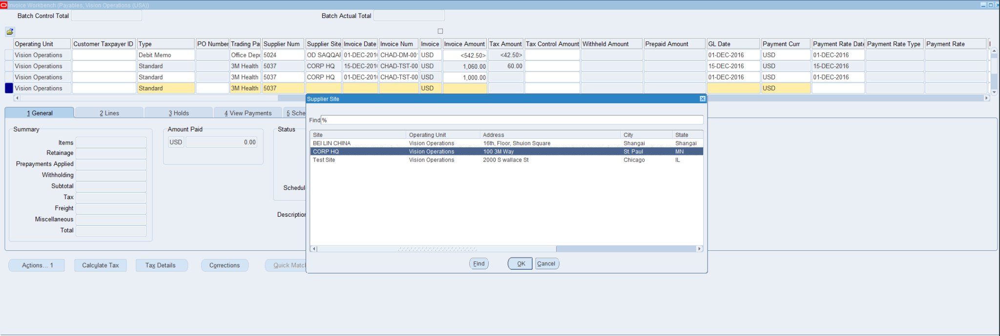 Invoice Workbench (Payables, Vision Operations (USA))
Batch Control Total Batch Actual Total
Operating Unit Customer Taxpayer ID Type PO Number Trading Pa Supplier Num Supplier Site Invoice Date Invoice Num Invoice Invoice Amount Tax Amount Tax Control Amount Withheld Amount Prepaid Amount GL Date Payment Curr Payment Rate Date Payment Rate Type Payment Rate
Vision Operations Debit Memo Office Depo 5024 OD SAQQAF 01-DEC-2016 CHAD-DM-001 USD <542.50> <42.50> 01-DEC-2016 USD 01-DEC-2016
Vision Operations Standard 3M Health 5037 CORP HQ 15-DEC-2016 CHAD-TST-00 USD 1,060.00 60.00 15-DEC-2016 USD 15-DEC-2016
Vision Operations Standard 3M Health 5037 CORP HQ 01-DEC-2016 CHAD-TST-00 USD 1,000.00 01-DEC-2016 USD 01-DEC-2016
Vision Operations Standard 3M Health 5037 USD USD
Supplier Site
1 General 2 Lines 3 Holds 4 View Payments 5 Sche
Find %
Summary Amount Paid Status
Site Operating Unit Address City State
Items USD 0.00
BEI LIN CHINA Vision Operations 16th, Floor, Shuion Square Shangai Shangai
CORP HQ Vision Operations 100 3M Way St. Paul MN
Test Site Vision Operations 2000 S wallace St Chicago IL
Retainage
Prepayments Applied
Withholding
Subtotal Schedul
Tax
Freight
Description
Miscellaneous
Total
Find OK Cancel
Actions... 1 Calculate Tax Tax Details Corrections Quick Match